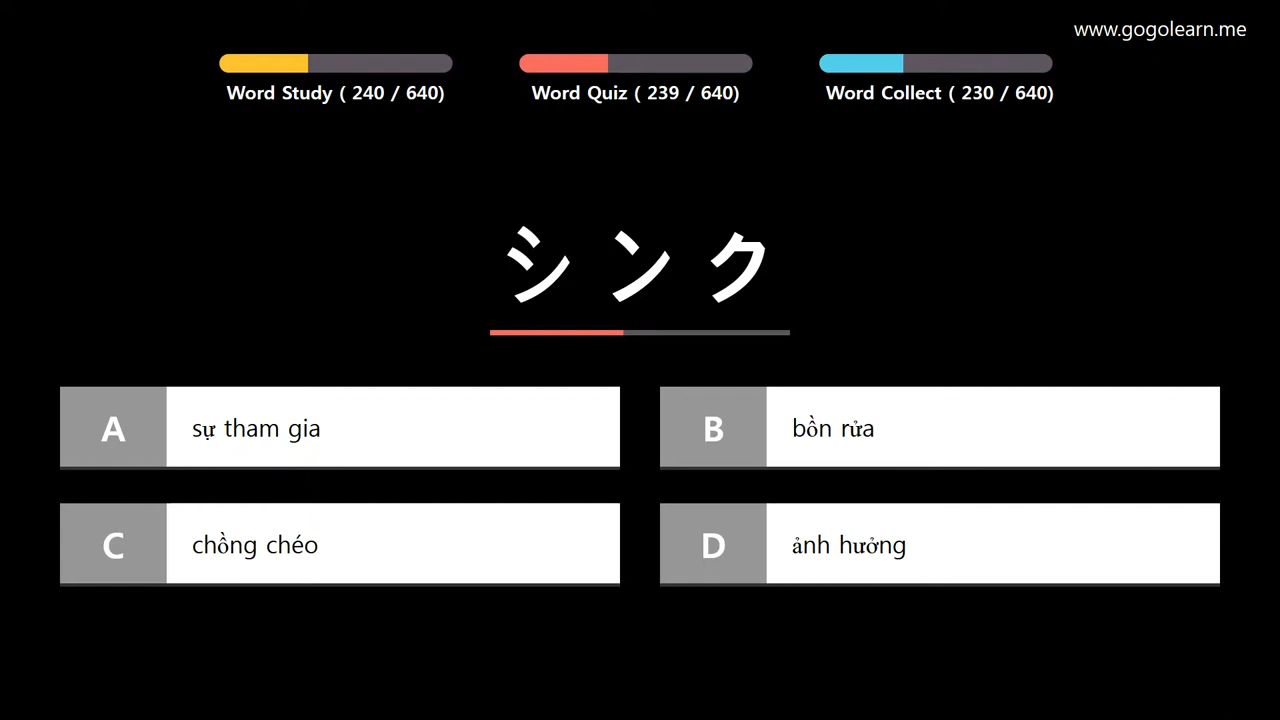 www.gogolearn.me
Word Study ( 240 / 640)
Word Quiz ( 239 / 640)
Word Collect ( 230 / 640)
シンク
A
sự tham gia
B
bồn rửa
C
chồng chéo
D
ảnh hưởng